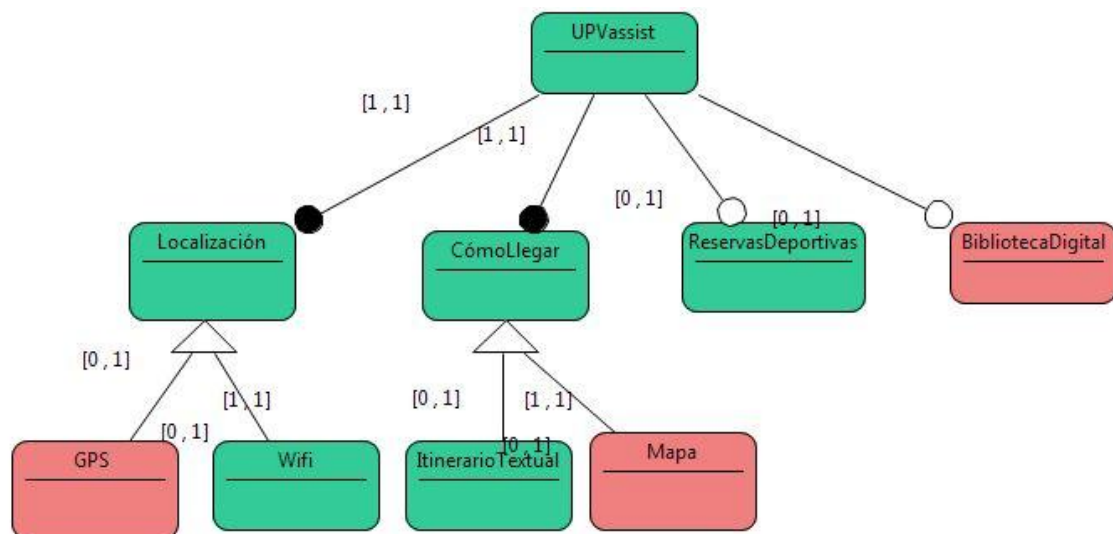 UPVassist
[1 , 1]
[1 , 1]
[0 , 1]
[0 , 1]
Localización
CómoLlegar
ReservasDeportivas
BibliotecaDigital
[0 , 1]
[1 , 1]
[0 , 1]
[1 , 1]
[0 , 1]
[0 , 1]
GPS
Wifi
ItinerarioTextual
Mapa